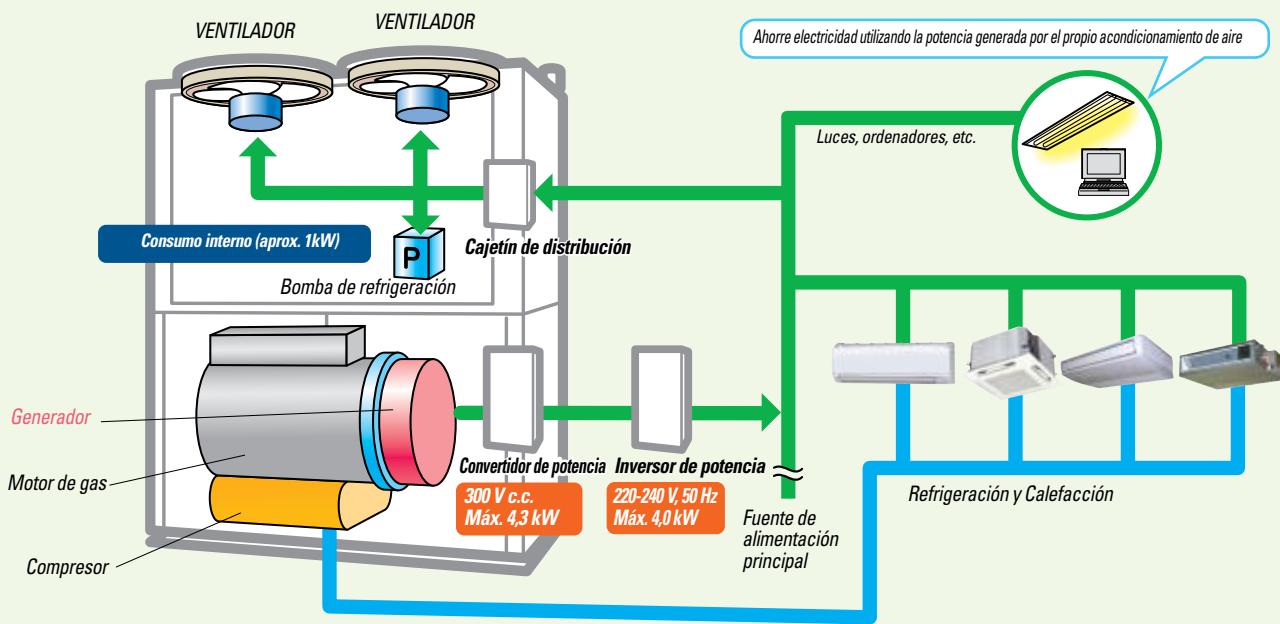 VENTILADOR
VENTILADOR
Ahorre electricidad utilizando la potencia generada por el propio acondicionamiento de aire
Luces, ordenadores, etc.
Consumo interno (aprox. 1kW)
P
Cajetín de distribución
Bomba de refrigeración
Generador
Motor de gas
Compresor
Convertidor de potencia
300 V c.c.
Máx. 4,3 kW
Inversor de potencia
220-240 V, 50 Hz
Máx. 4,0 kW
Fuente de
alimentación
principal
Refrigeración y Calefacción